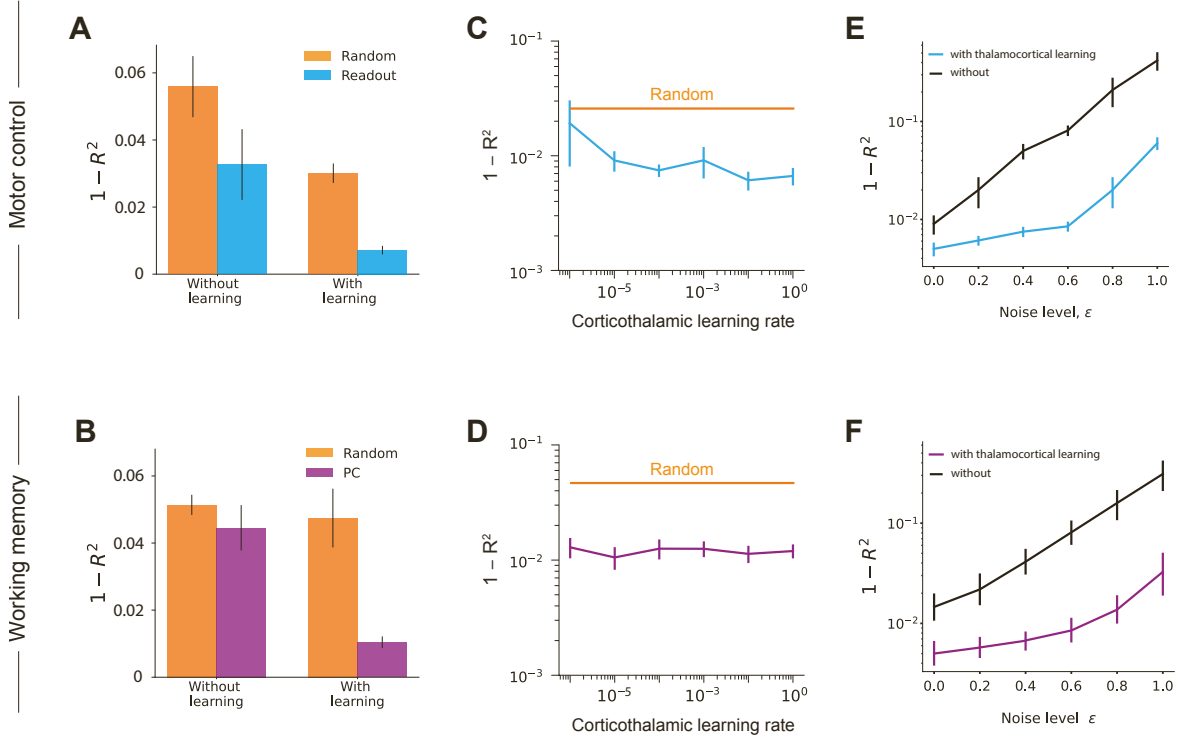 Motor control
A
Random
Readout
1 − R²
0.06
0.04
0.02
0
Without learning
With learning
C
Random
1 − R²
10⁻¹
10⁻²
10⁻³
10⁻⁵
10⁻³
10⁰
Corticothalamic learning rate
E
with thalamocortical learning
without
1 − R²
10⁻¹
10⁻²
0.0 0.2 0.4 0.6 0.8 1.0
Noise level, ε
Working memory
B
Random
PC
1 − R²
0.06
0.04
0.02
0
Without learning
With learning
D
Random
1 − R²
10⁻¹
10⁻²
10⁻³
10⁻⁵
10⁻³
10⁰
Corticothalamic learning rate
F
with thalamocortical learning
without
1 − R²
10⁻¹
10⁻²
0.0 0.2 0.4 0.6 0.8 1.0
Noise level ε